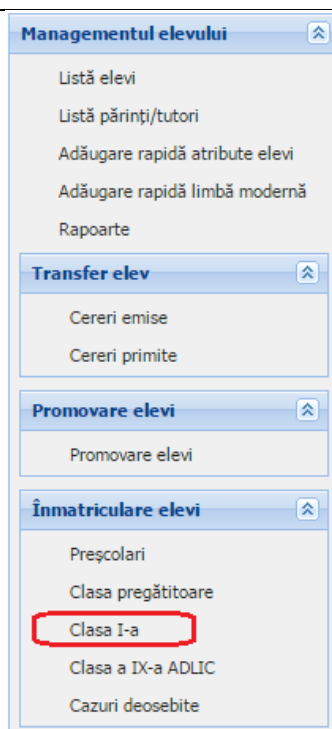 Managementul elevului
Listă elevi
Listă părinți/tutori
Adăugare rapidă atribute elevi
Adăugare rapidă limbă modernă
Rapoarte
Transfer elev
Cereri emise
Cereri primite
Promovare elevi
Promovare elevi
Înmatriculare elevi
Preșcolari
Clasa pregătitoare
Clasa I-a
Clasa a IX-a ADLIC
Cazuri deosebite